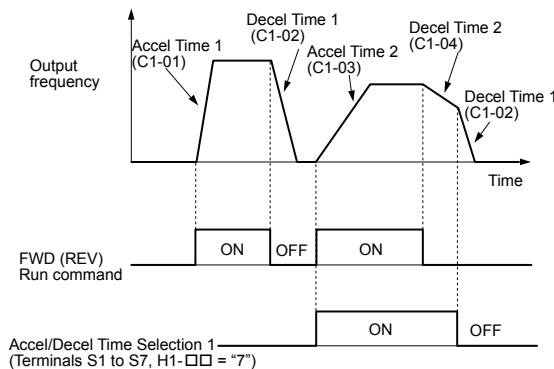 Output
frequency
Accel Time 1
(C1-01)
Decel Time 1
(C1-02)
Accel Time 2
(C1-03)
Decel Time 2
(C1-04)
Decel Time 1
(C1-02)
Time
FWD (REV)
Run command
ON
OFF
ON
Accel/Decel Time Selection 1
(Terminals S1 to S7, H1-□□ = “7”)
ON
OFF